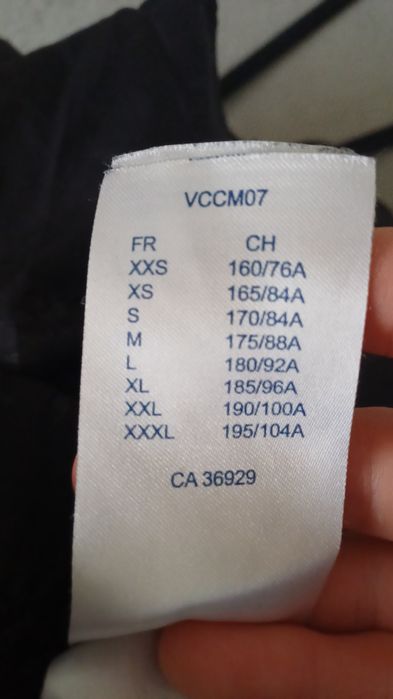 VCCM07
FR CH
XXS 160/76A
XS 165/84A
S 170/84A
M 175/88A
L 180/92A
XL 185/96A
XXL 190/100A
XXXL 195/104A
CA 36929